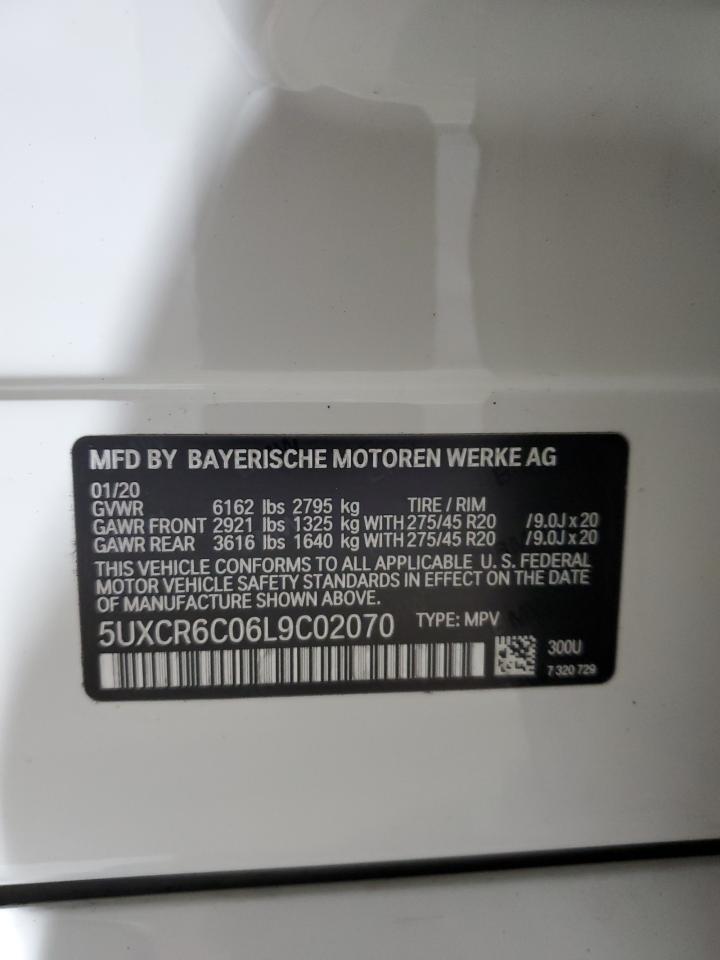 MFD BY BAYERISCHE MOTOREN WERKE AG
01/20
GVWR 6162 lbs 2795 kg TIRE / RIM
GAWR FRONT 2921 lbs 1325 kg WITH 275/45 R20 /9.0J x 20
GAWR REAR 3616 lbs 1640 kg WITH 275/45 R20 /9.0J x 20
THIS VEHICLE CONFORMS TO ALL APPLICABLE U. S. FEDERAL
MOTOR VEHICLE SAFETY STANDARDS IN EFFECT ON THE DATE
OF MANUFACTURE SHOWN ABOVE.
5UXCR6C06L9C02070 TYPE: MPV
300U
7 320 729